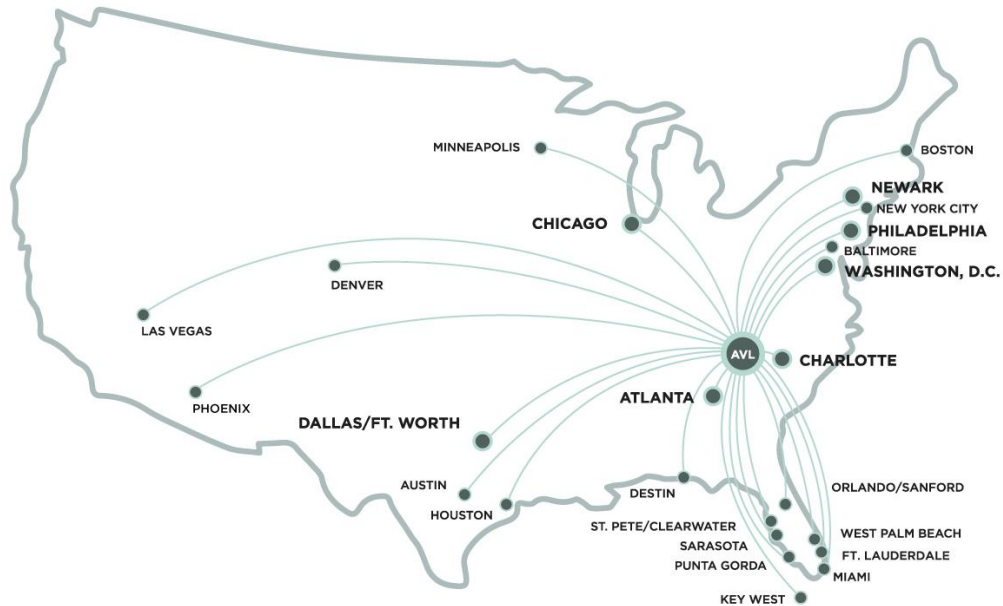 MINNEAPOLIS
BOSTON
NEWARK
NEW YORK CITY
CHICAGO
PHILADELPHIA
BALTIMORE
WASHINGTON, D.C.
DENVER
LAS VEGAS
AVL
CHARLOTTE
ATLANTA
PHOENIX
DALLAS/FT. WORTH
AUSTIN
DESTIN
ORLANDO/SANFORD
HOUSTON
ST. PETE/CLEARWATER
WEST PALM BEACH
SARASOTA
FT. LAUDERDALE
PUNTA GORDA
MIAMI
KEY WEST